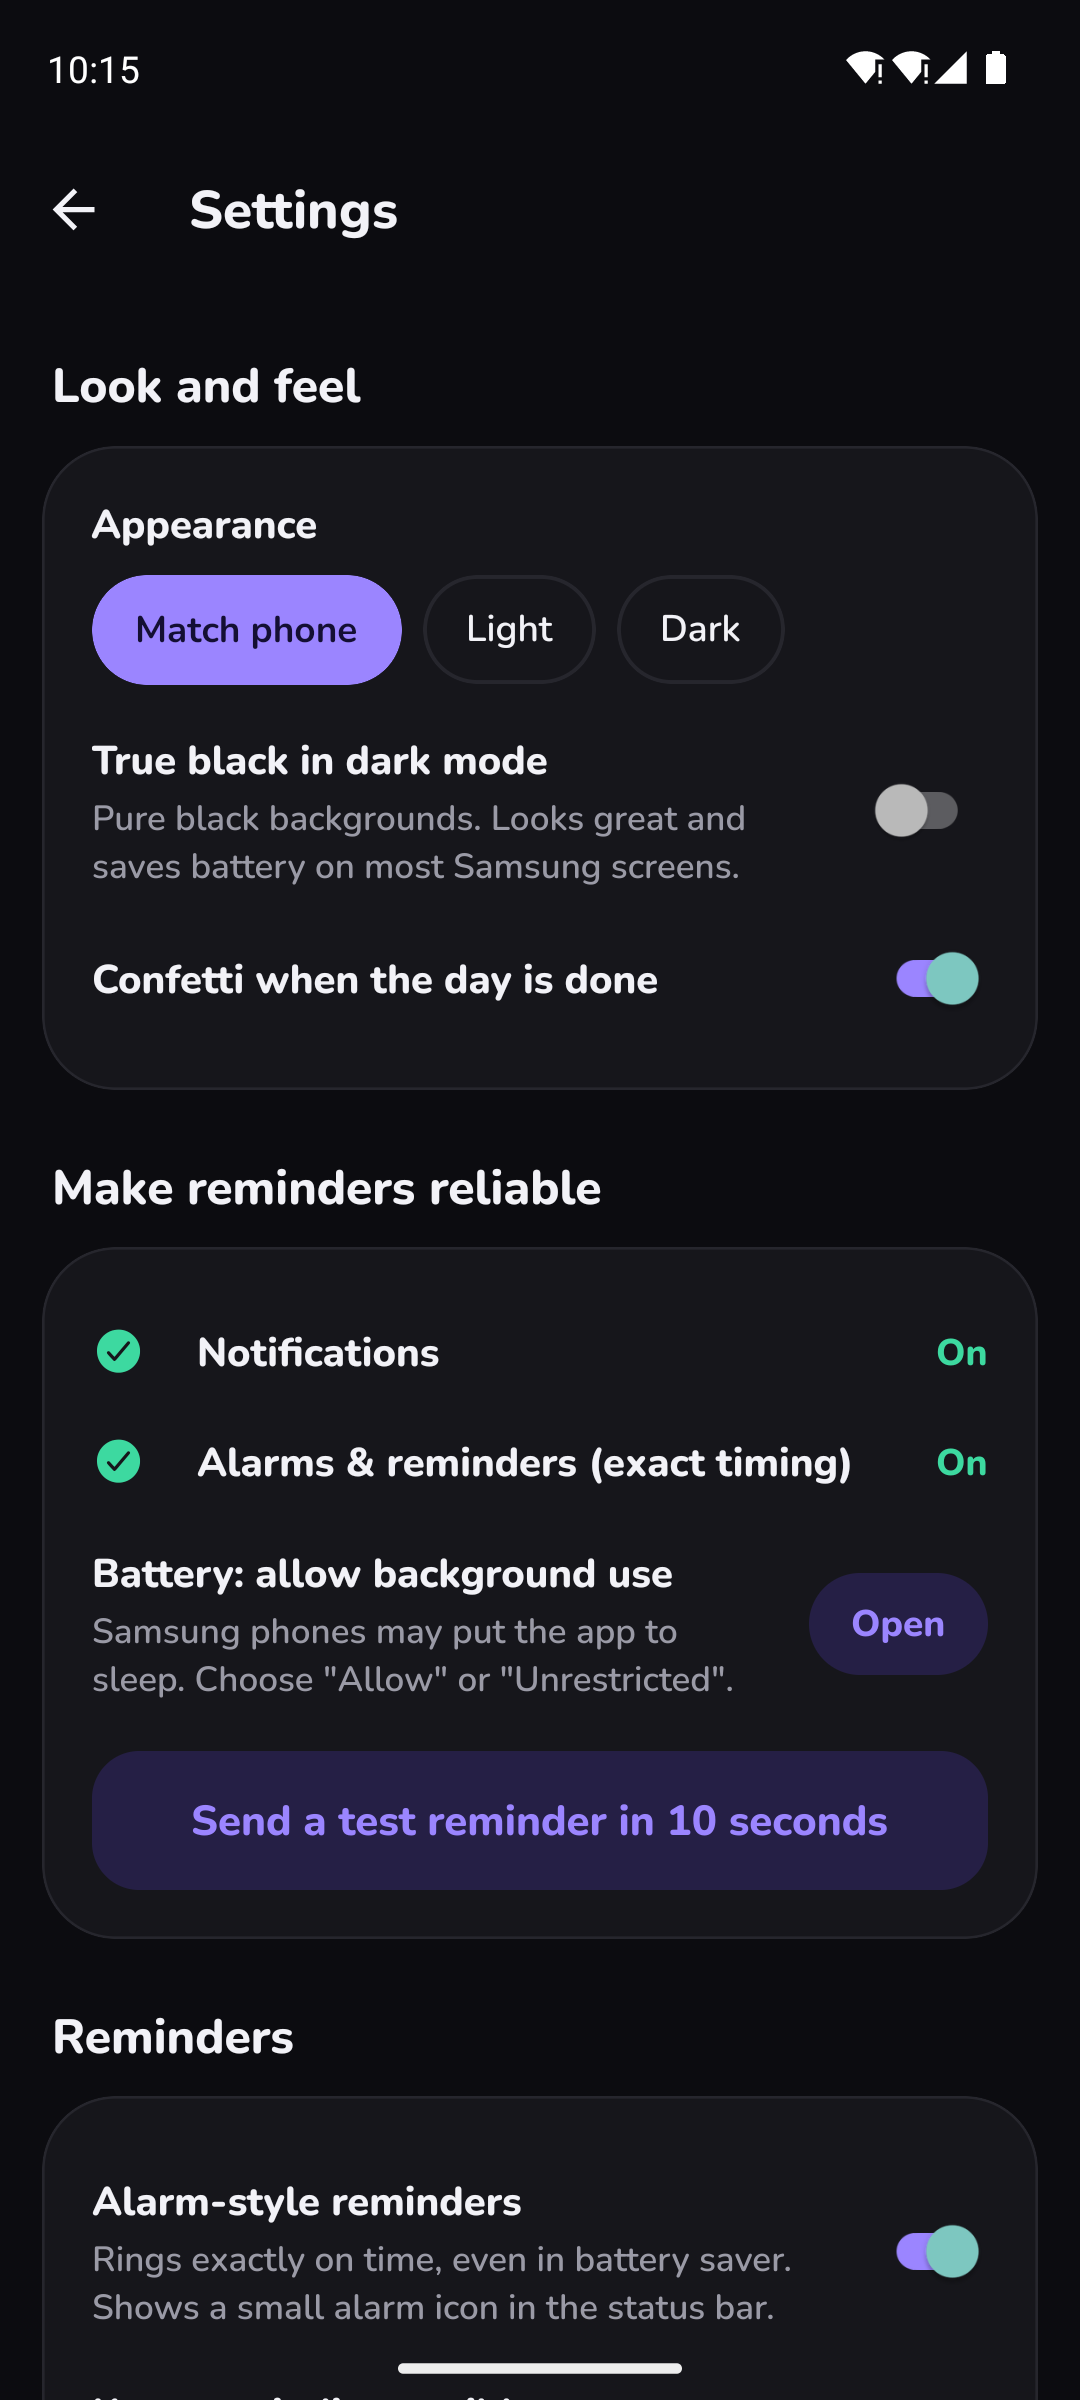 10:15
Settings
Look and feel
Appearance
Match phone
Light
Dark
True black in dark mode
Pure black backgrounds. Looks great and
saves battery on most Samsung screens.
Confetti when the day is done
Make reminders reliable
Notifications
On
Alarms & reminders (exact timing)
On
Battery: allow background use
Samsung phones may put the app to
sleep. Choose "Allow" or "Unrestricted".
Open
Send a test reminder in 10 seconds
Reminders
Alarm-style reminders
Rings exactly on time, even in battery saver.
Shows a small alarm icon in the status bar.